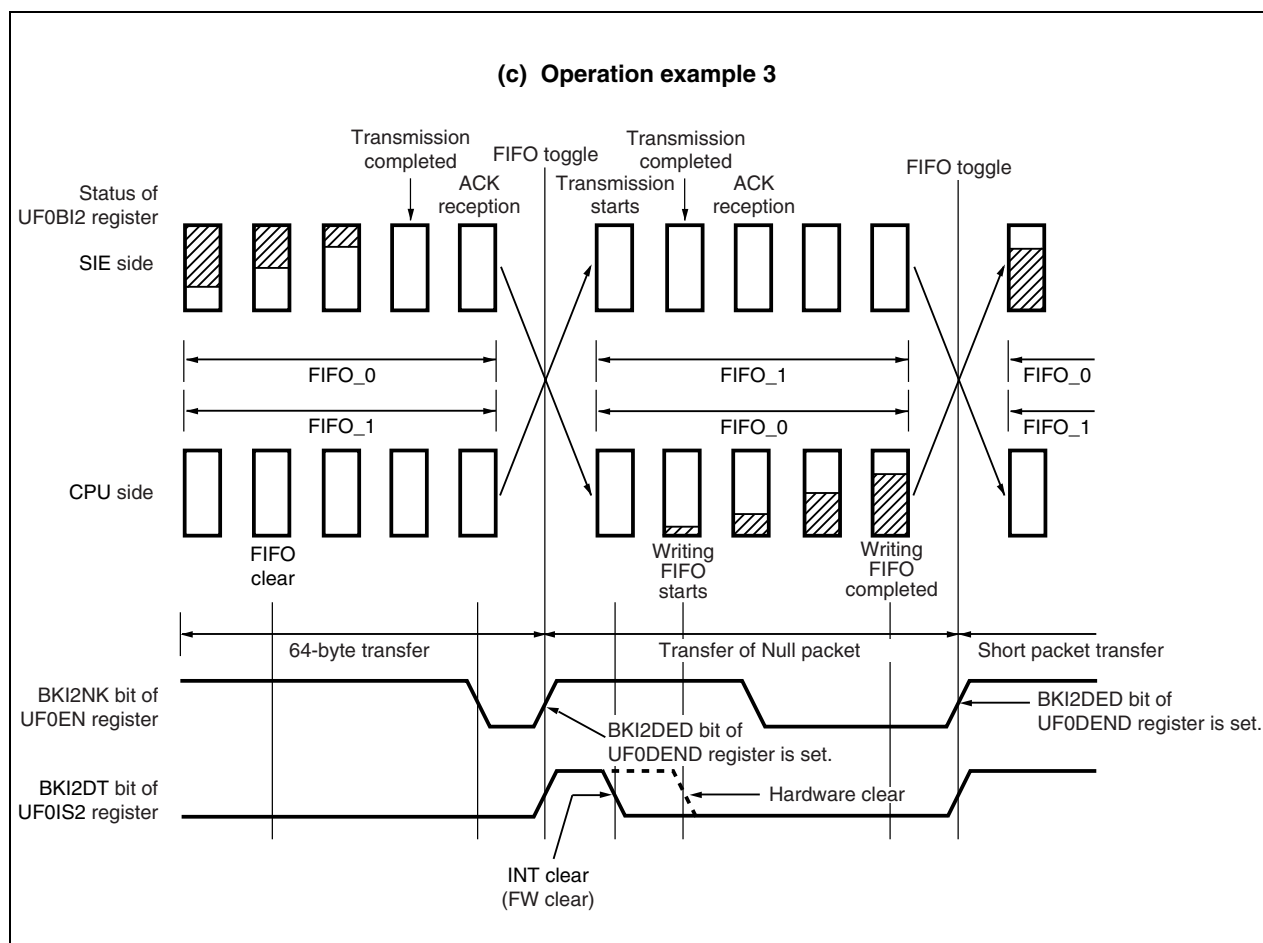 (c) Operation example 3
Transmission
completed
FIFO toggle
Transmission
completed
FIFO toggle
Status of
UF0BI2 register
ACK
reception
Transmission
starts
ACK
reception
SIE side
FIFO_0
FIFO_1
FIFO_0
FIFO_1
FIFO_0
FIFO_1
CPU side
FIFO
clear
Writing
FIFO
starts
Writing
FIFO
completed
64-byte transfer
Transfer of Null packet
Short packet transfer
BKI2NK bit of
UF0EN register
BKI2DED bit of
UF0DEND register is set.
BKI2DED bit of
UF0DEND register is set.
BKI2DT bit of
UF0IS2 register
Hardware clear
INT clear
(FW clear)